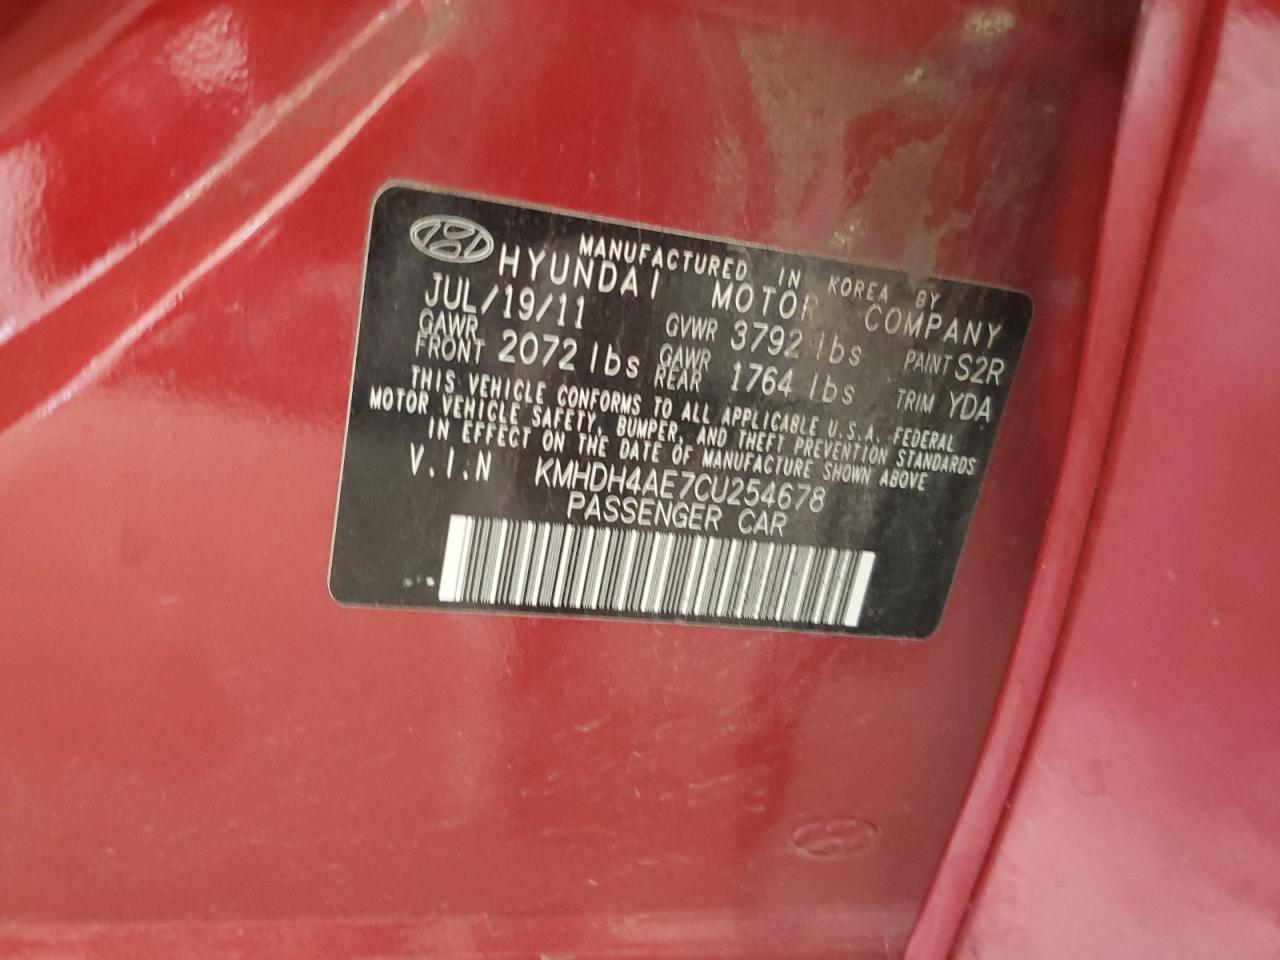 MANUFACTURED IN KOREA BY
HYUNDAI MOTOR COMPANY
JUL/19/11 GVWR 3792 lbs PAINT S2R
GAWR FRONT 2072 lbs GAWR REAR 1764 lbs TRIM YDA
THIS VEHICLE CONFORMS TO ALL APPLICABLE U.S.A. FEDERAL
MOTOR VEHICLE SAFETY, BUMPER, AND THEFT PREVENTION STANDARDS
IN EFFECT ON THE DATE OF MANUFACTURE SHOWN ABOVE
V.I.N KMHDH4AE7CU254678
PASSENGER CAR